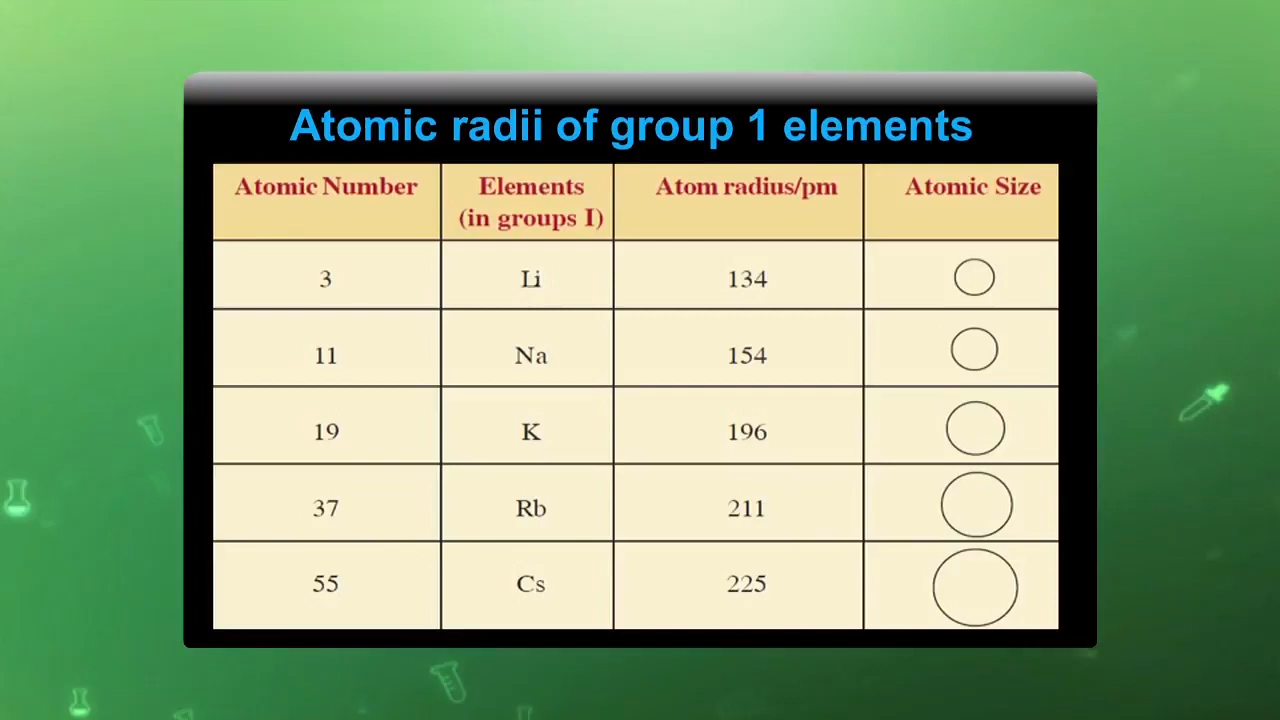 Atomic radii of group 1 elements
Atomic Number Elements (in groups I) Atom radius/pm Atomic Size
3 Li 134
11 Na 154
19 K 196
37 Rb 211
55 Cs 225